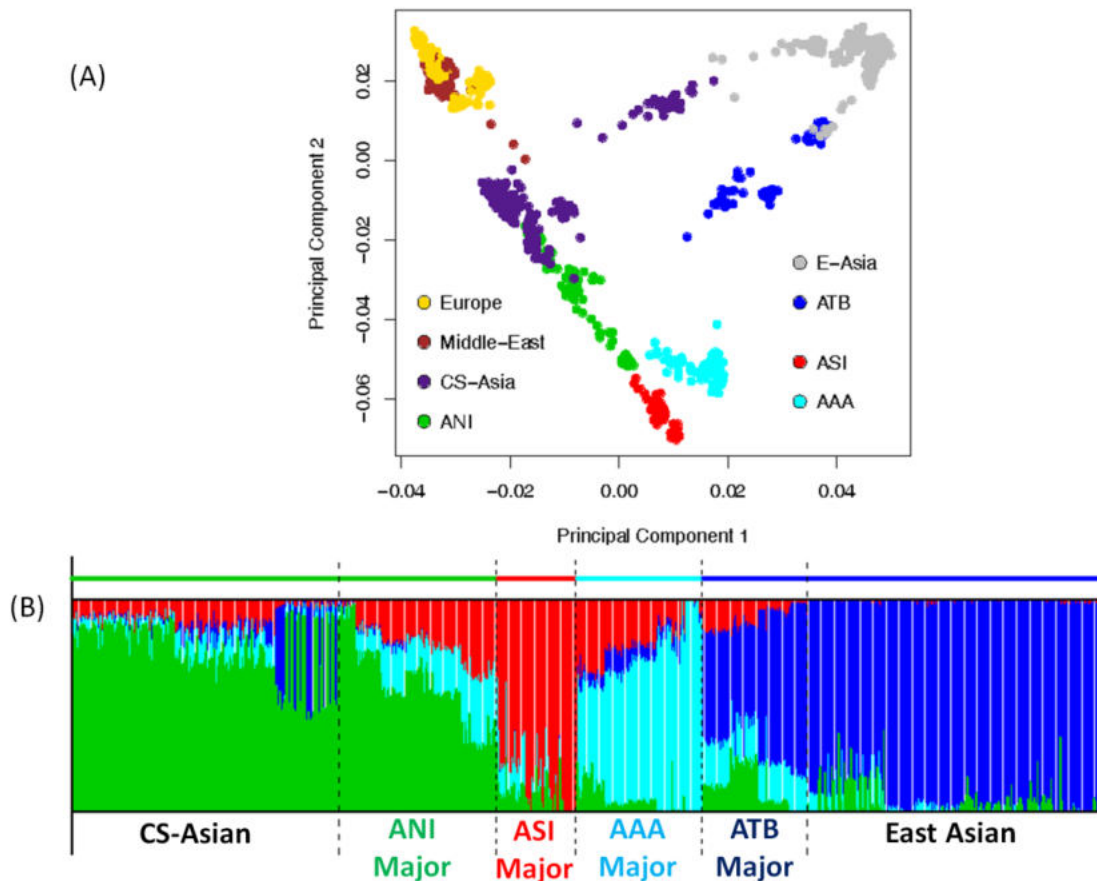 (A)
Principal Component 2
0.02
0.00
−0.02
−0.04
−0.06
Europe
Middle−East
CS−Asia
ANI
E−Asia
ATB
ASI
AAA
−0.04
−0.02
0.00
0.02
0.04
Principal Component 1
(B)
CS-Asian
ANI
Major
ASI
Major
AAA
Major
ATB
Major
East Asian